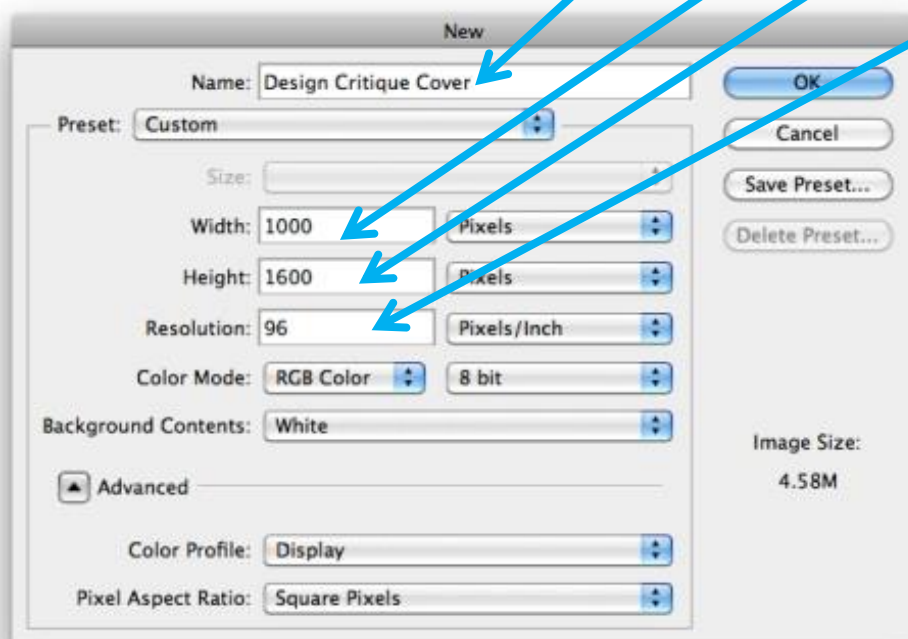 New
Name: Design Critique Cover
OK
Preset: Custom
Cancel
Size:
Save Preset...
Width: 1000 Pixels
Delete Preset...
Height: 1600 Pixels
Resolution: 96 Pixels/Inch
Color Mode: RGB Color 8 bit
Background Contents: White
Image Size:
4.58M
Advanced
Color Profile: Display
Pixel Aspect Ratio: Square Pixels